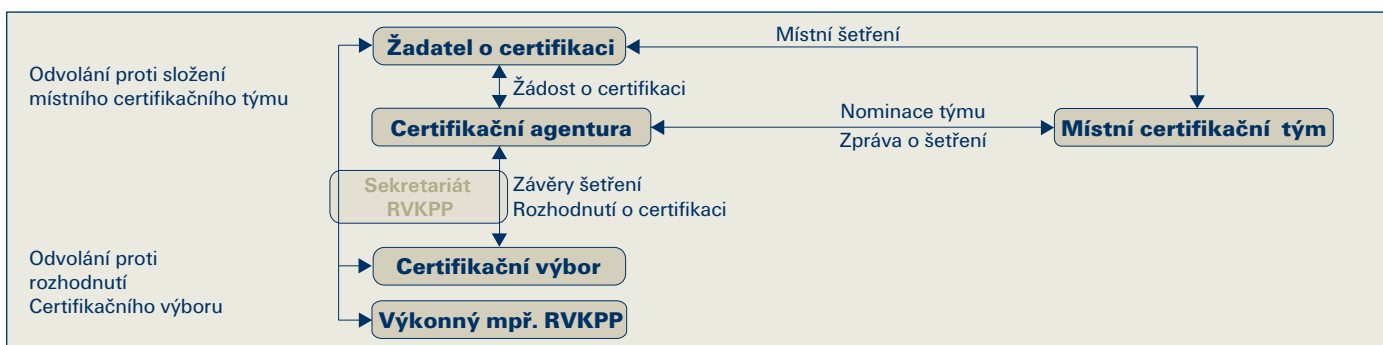 Žadatel o certifikaci
Místní šetření
Odvolání proti složení
místního certifikačního týmu
Žádost o certifikaci
Nominace týmu
Certifikační agentura
Místní certifikační tým
Zpráva o šetření
Sekretariát
RVKPP
Závěry šetření
Rozhodnutí o certifikaci
Odvolání proti
rozhodnutí
Certifikačního výboru
Certifikační výbor
Výkonný mpř. RVKPP